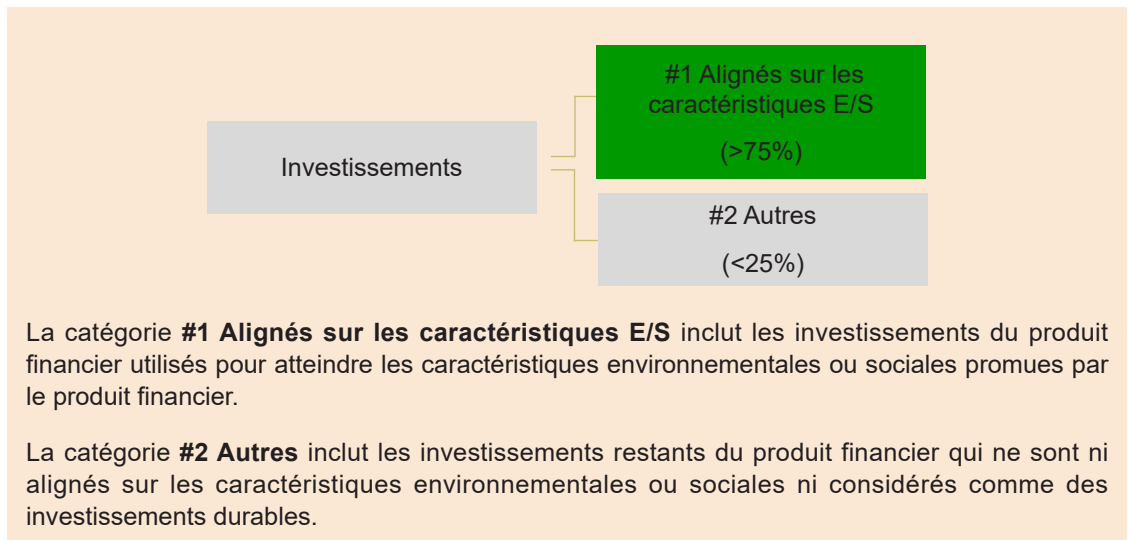 #1 Alignés sur les
caractéristiques E/S
(>75%)
Investissements
#2 Autres
(<25%)
La catégorie #1 Alignés sur les caractéristiques E/S inclut les investissements du produit
financier utilisés pour atteindre les caractéristiques environnementales ou sociales promues par
le produit financier.
La catégorie #2 Autres inclut les investissements restants du produit financier qui ne sont ni
alignés sur les caractéristiques environnementales ou sociales ni considérés comme des
investissements durables.